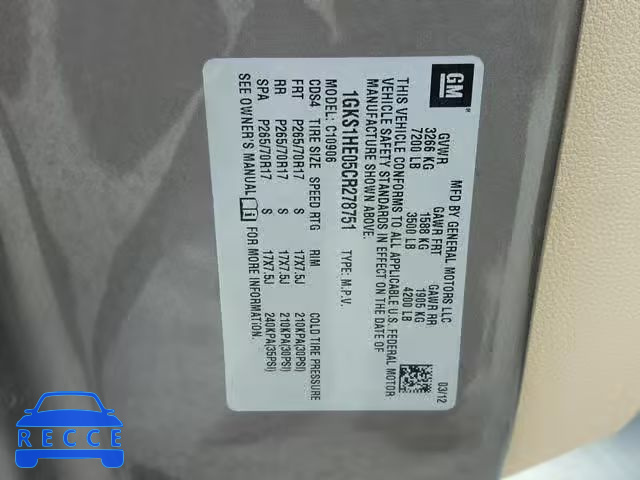 GM
MFD BY GENERAL MOTORS LLC
GVWR GAWR FRT GAWR RR
3266 KG 1588 KG 1905 KG
7200 LB 3500 LB 4200 LB
03/12
THIS VEHICLE CONFORMS TO ALL APPLICABLE U.S. FEDERAL MOTOR
VEHICLE SAFETY STANDARDS IN EFFECT ON THE DATE OF
MANUFACTURE SHOWN ABOVE.
1GKS1HE05CR278751 TYPE: M.P.V.
MODEL: C10906
CDS4 TIRE SIZE SPEED RTG RIM COLD TIRE PRESSURE
FRT P265/70R17 S 17X7.5J 210KPA(30PSI)
RR P265/70R17 S 17X7.5J 210KPA(30PSI)
SPA P265/70R17 S 17X7.5J 240KPA(35PSI)
SEE OWNER MANUAL FOR MORE INFORMATION.
RECCE